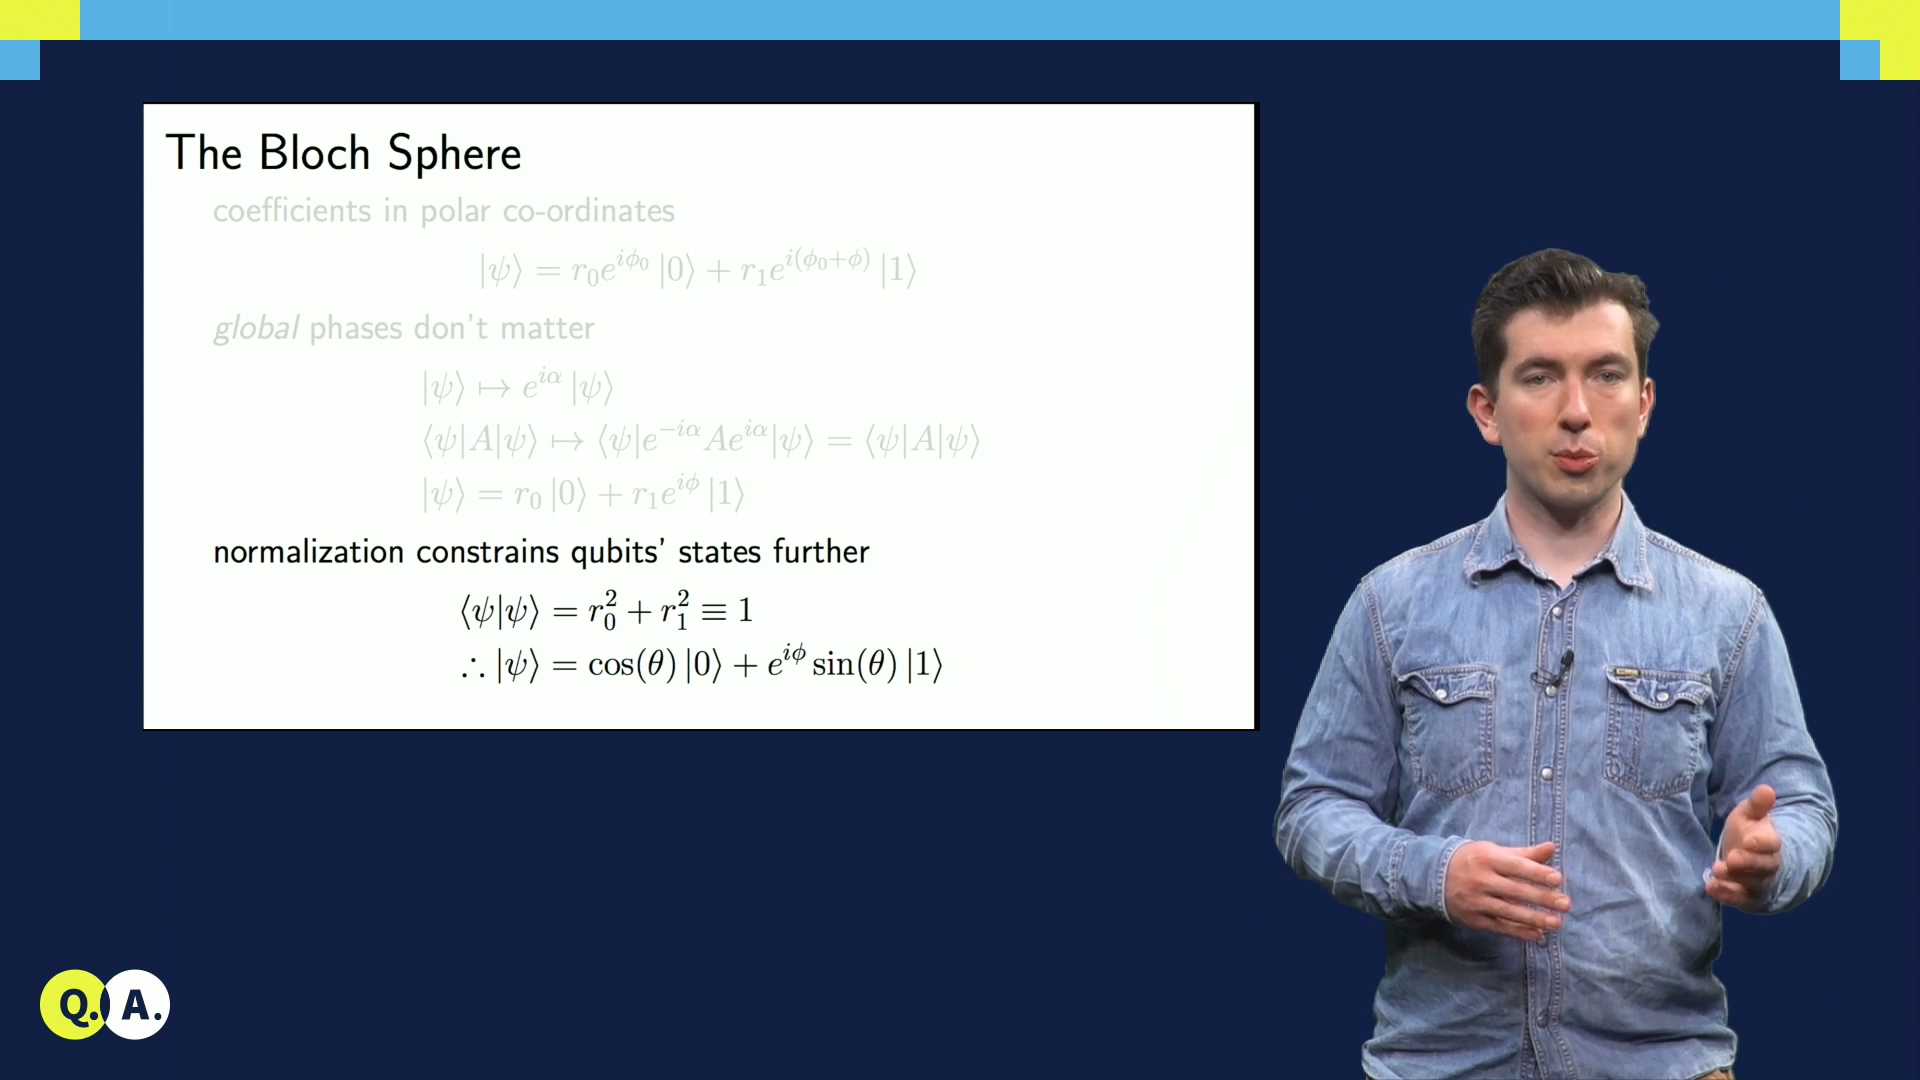 The Bloch Sphere
coefficients in polar co-ordinates
|ψ⟩ = r₀e^{iϕ₀} |0⟩ + r₁e^{i(ϕ₀+ϕ)} |1⟩
global phases don't matter
|ψ⟩ ↦ e^{iα} |ψ⟩
⟨ψ|A|ψ⟩ ↦ ⟨ψ|e^{−iα}Ae^{iα}|ψ⟩ = ⟨ψ|A|ψ⟩
|ψ⟩ = r₀ |0⟩ + r₁e^{iϕ} |1⟩
normalization constrains qubits' states further
⟨ψ|ψ⟩ = r₀² + r₁² ≡ 1
∴ |ψ⟩ = cos(θ) |0⟩ + e^{iϕ} sin(θ) |1⟩
Q. A.